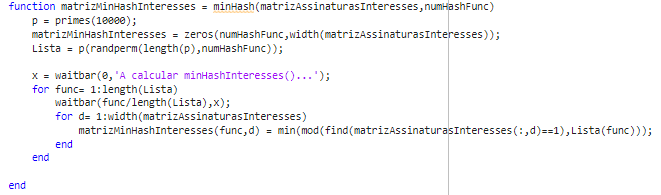 function matrizMinHashInteresses = minHash(matrizAssinaturasInteresses,numHashFunc)
p = primes(10000);
matrizMinHashInteresses = zeros(numHashFunc,width(matrizAssinaturasInteresses));
Lista = p(randperm(length(p),numHashFunc));
x = waitbar(0,'A calcular minHashInteresses()...');
for func= 1:length(Lista)
waitbar(func/length(Lista),x);
for d= 1:width(matrizAssinaturasInteresses)
matrizMinHashInteresses(func,d) = min(mod(find(matrizAssinaturasInteresses(:,d)==1),Lista(func)));
end
end
end